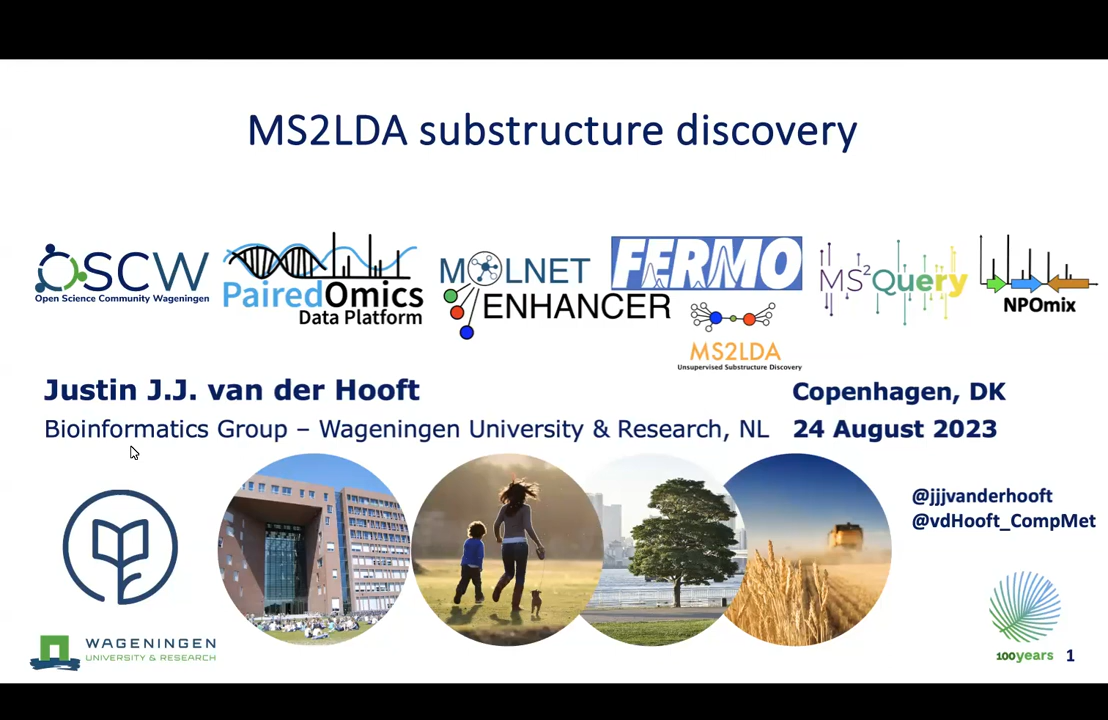 MS2LDA substructure discovery
OSCW
Open Science Community Wageningen
PairedOmics
Data Platform
MOLNET
ENHANCER
FERMO
MS2Query
NPOmix
MS2LDA
Unsupervised Substructure Discovery
Justin J.J. van der Hooft
Copenhagen, DK
Bioinformatics Group – Wageningen University & Research, NL
24 August 2023
@jjjvanderhooft
@vdHooft_CompMet
WAGENINGEN
UNIVERSITY & RESEARCH
100years
1